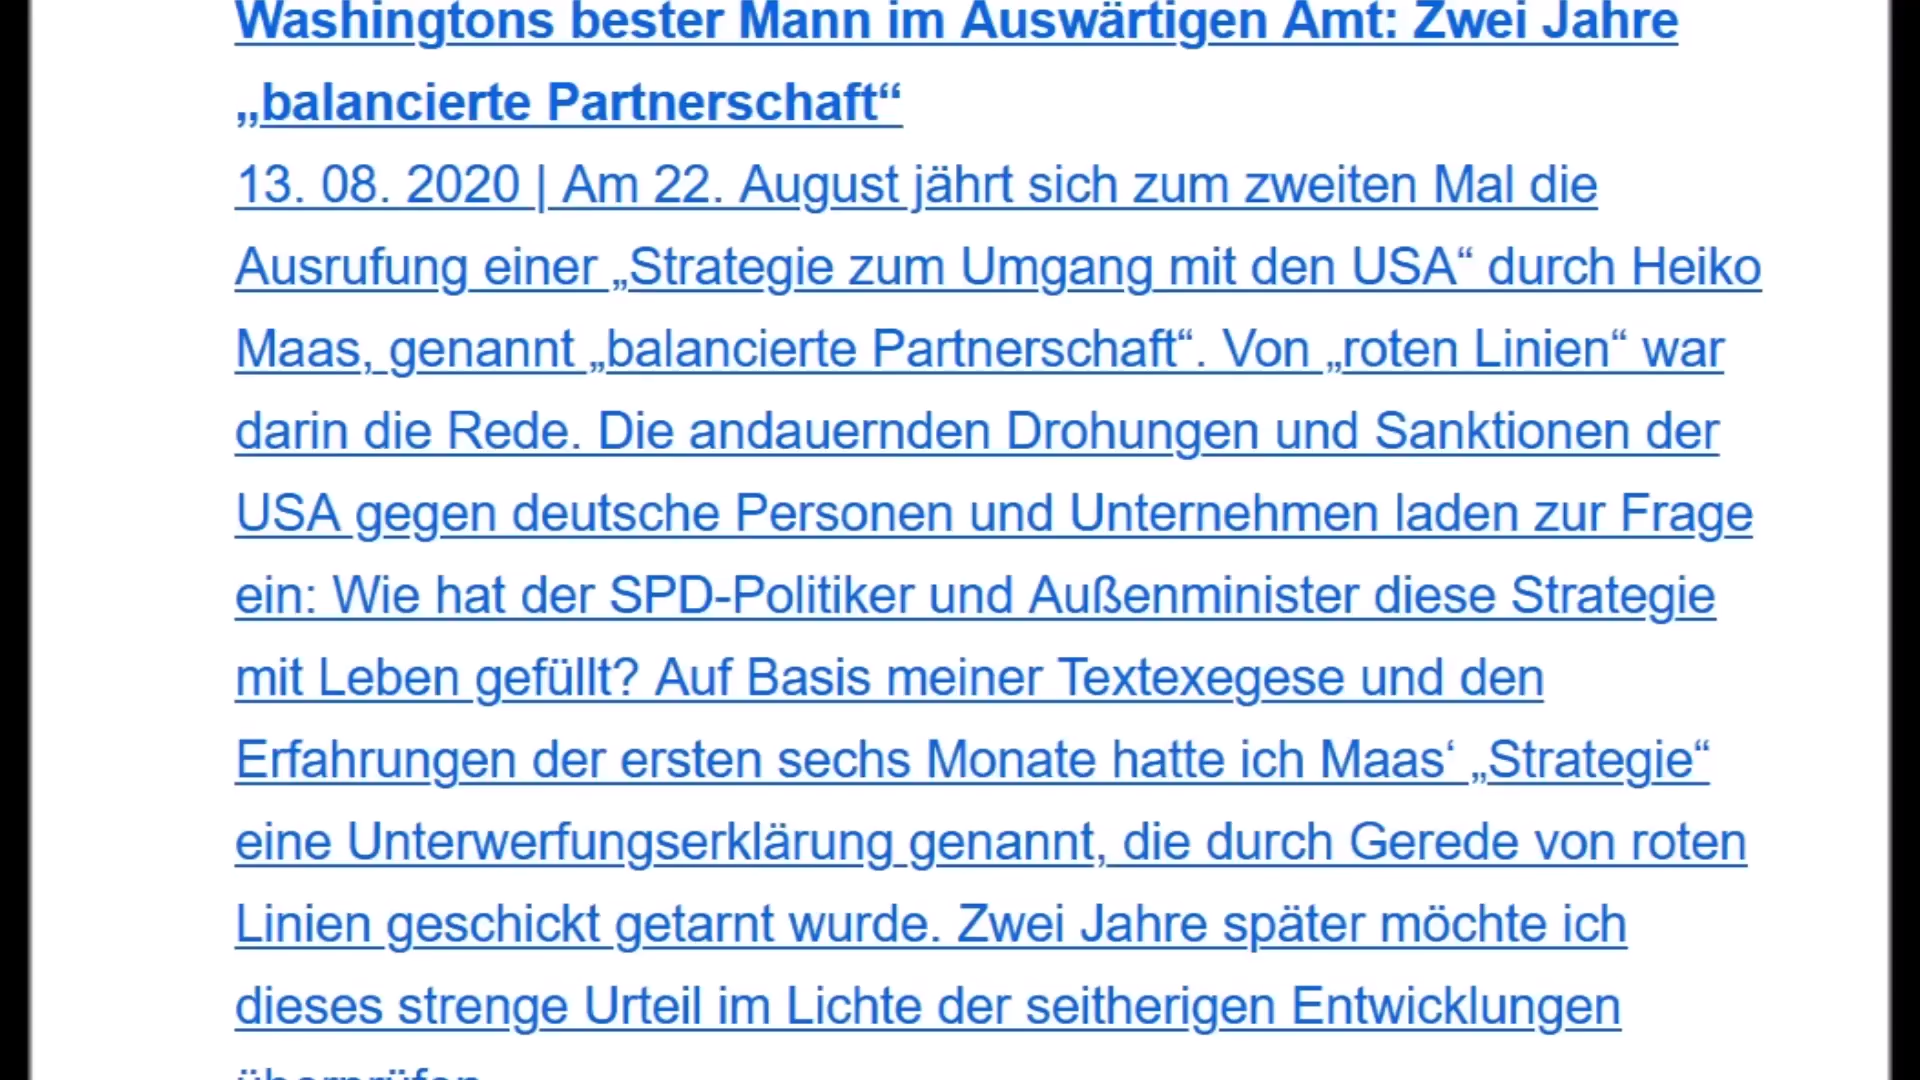 Washingtons bester Mann im Auswärtigen Amt: Zwei Jahre
„balancierte Partnerschaft“
13. 08. 2020 | Am 22. August jährt sich zum zweiten Mal die
Ausrufung einer „Strategie zum Umgang mit den USA“ durch Heiko
Maas, genannt „balancierte Partnerschaft“. Von „roten Linien“ war
darin die Rede. Die andauernden Drohungen und Sanktionen der
USA gegen deutsche Personen und Unternehmen laden zur Frage
ein: Wie hat der SPD-Politiker und Außenminister diese Strategie
mit Leben gefüllt? Auf Basis meiner Textexegese und den
Erfahrungen der ersten sechs Monate hatte ich Maas‘ „Strategie“
eine Unterwerfungserklärung genannt, die durch Gerede von roten
Linien geschickt getarnt wurde. Zwei Jahre später möchte ich
dieses strenge Urteil im Lichte der seitherigen Entwicklungen
überprüfen.